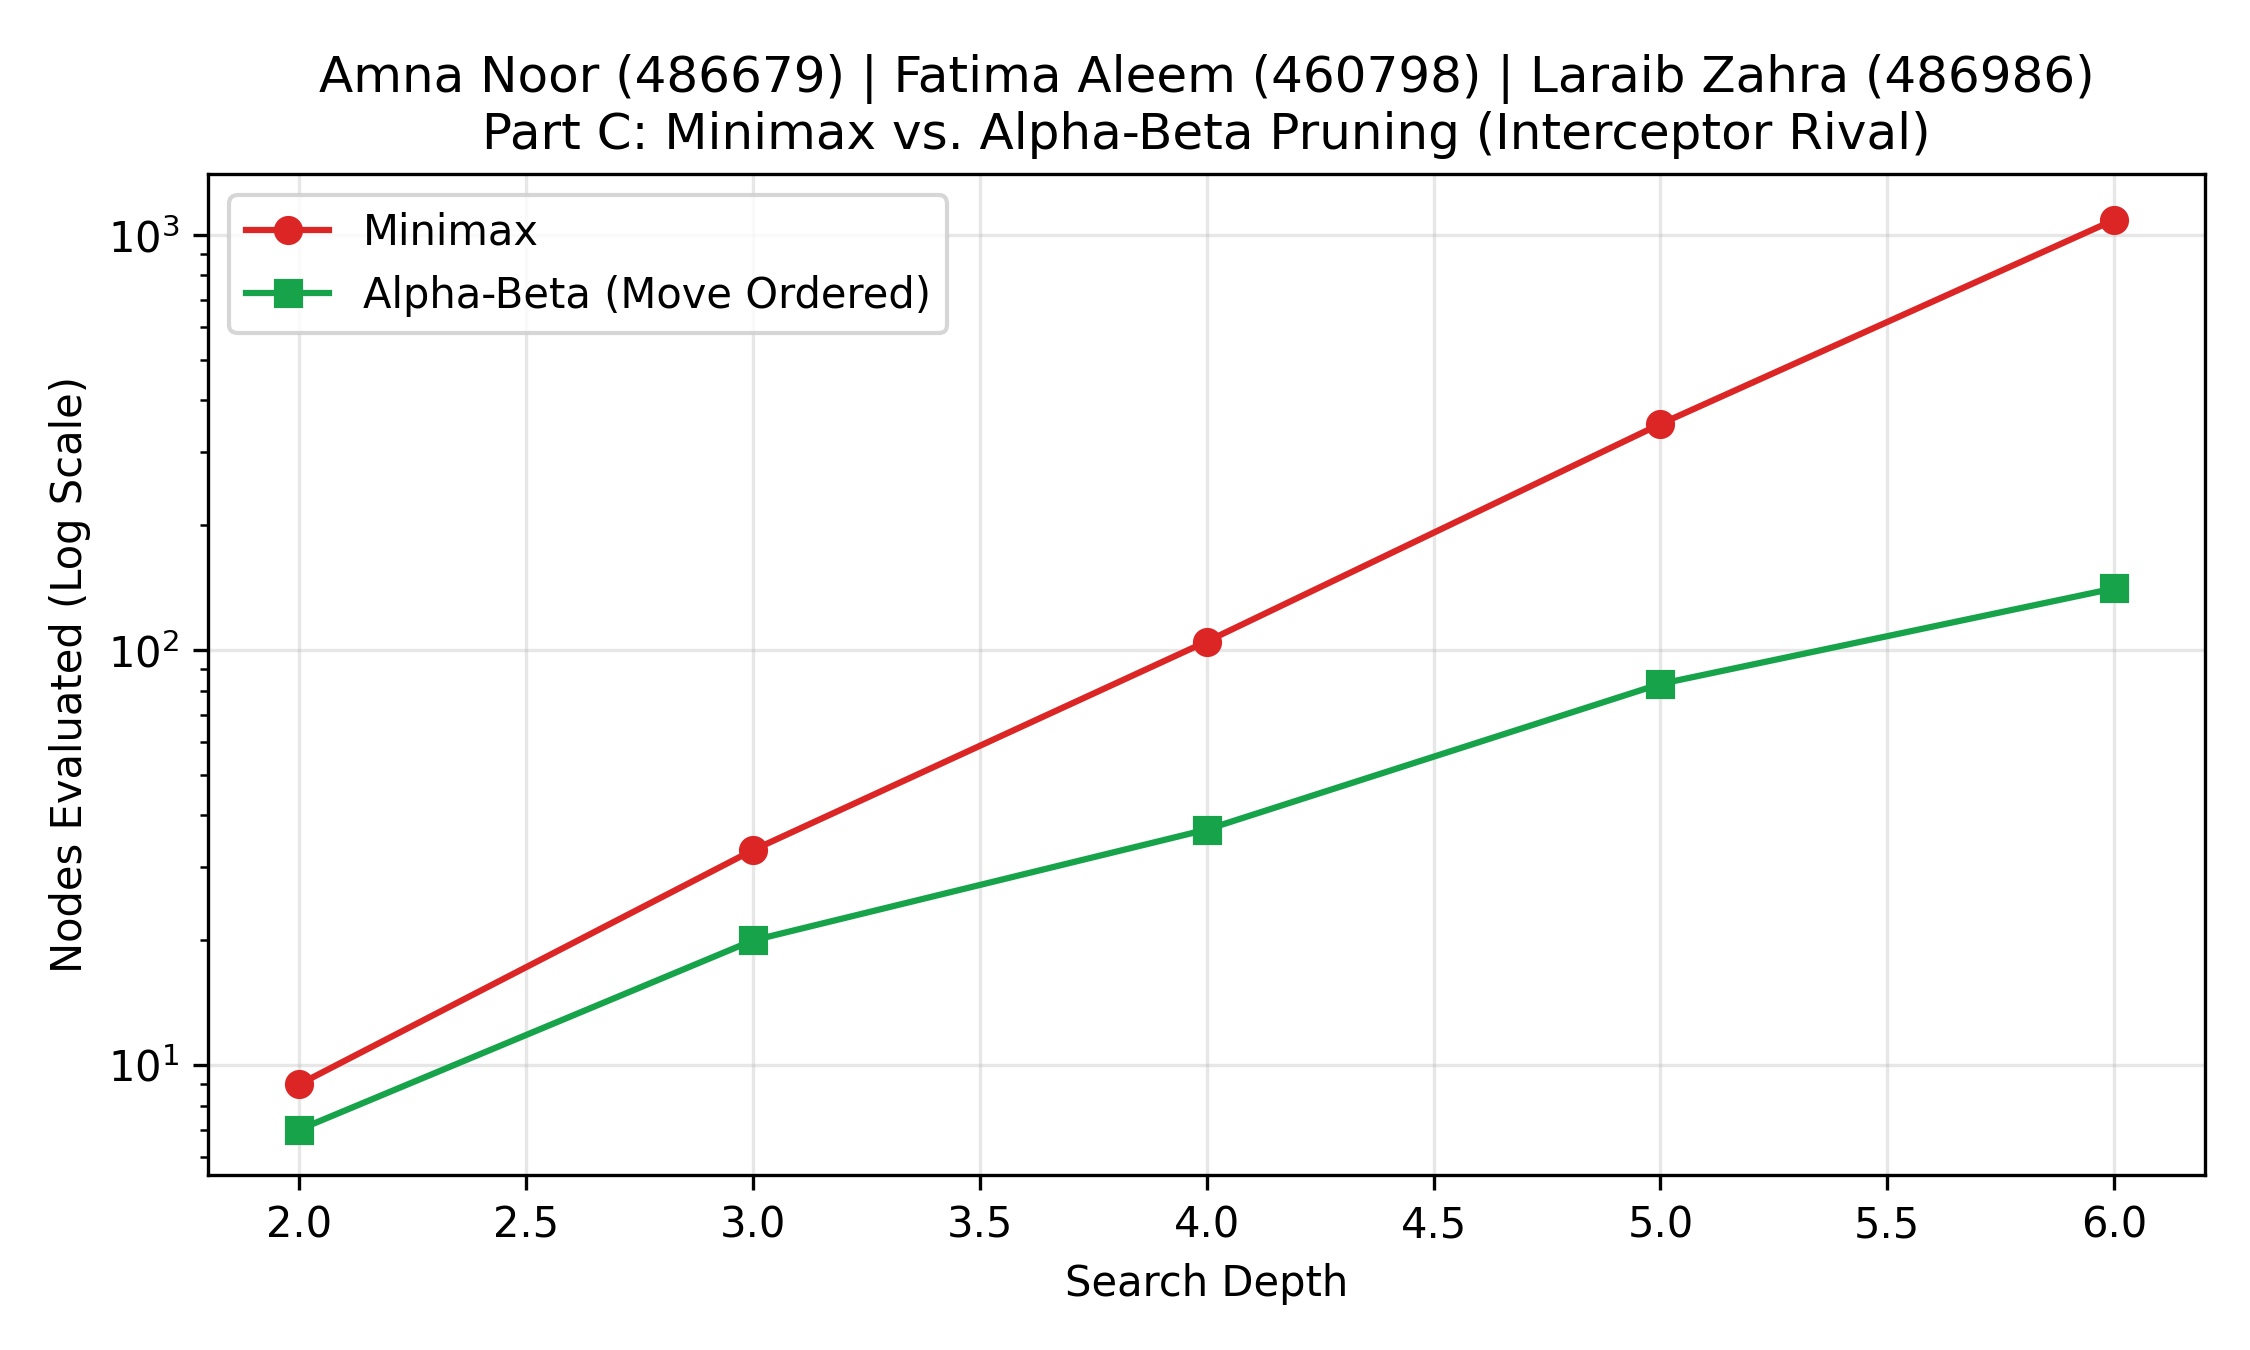 Amna Noor (486679) | Fatima Aleem (460798) | Laraib Zahra (486986)
Part C: Minimax vs. Alpha-Beta Pruning (Interceptor Rival)
Minimax
Alpha-Beta (Move Ordered)
Nodes Evaluated (Log Scale)
10³
10²
10¹
2.0 2.5 3.0 3.5 4.0 4.5 5.0 5.5 6.0
Search Depth